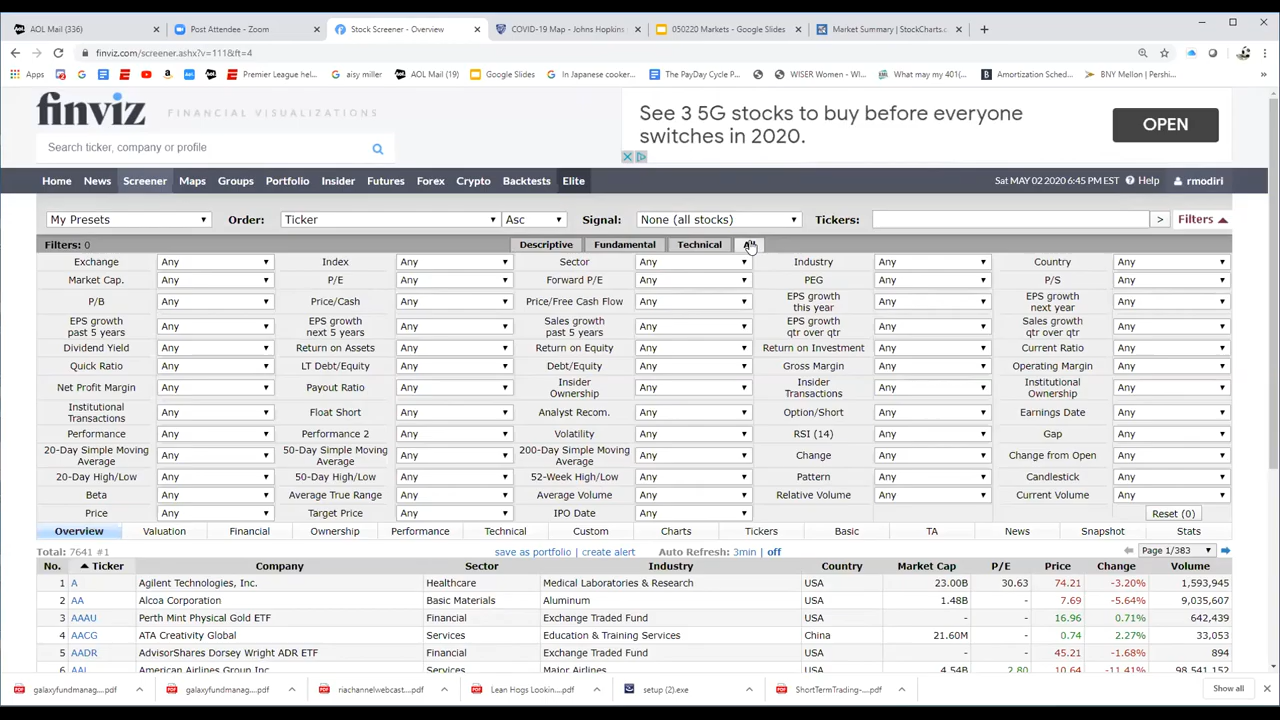 AOL Mail (336)
Post Attendee - Zoom
Stock Screener - Overview
COVID-19 Map - Johns Hopkins
050220 Markets - Google Slides
Market Summary | StockCharts.c
finviz.com/screener.ashx?v=111&ft=4
Apps
Premier League hel...
aisy miller
AOL Mail (19)
Google Slides
In Japanese cooker...
The PayDay Cycle P...
WISER Women - WI...
What may my 401(...
Amortization Sched...
BNY Mellon | Pershi...
finviz FINANCIAL VISUALIZATIONS
See 3 5G stocks to buy before everyone
switches in 2020.
OPEN
Search ticker, company or profile
Home News Screener Maps Groups Portfolio Insider Futures Forex Crypto Backtests Elite
Sat MAY 02 2020 6:45 PM EST Help rmodiri
My Presets Order: Ticker Asc Signal: None (all stocks) Tickers: > Filters
Filters: 0 Descriptive Fundamental Technical
Exchange Any Index Any Sector Any Industry Any Country Any
Market Cap. Any P/E Any Forward P/E Any PEG Any P/S Any
P/B Any Price/Cash Any Price/Free Cash Flow Any EPS growth this year Any EPS growth next year Any
EPS growth past 5 years Any EPS growth next 5 years Any Sales growth past 5 years Any EPS growth qtr over qtr Any Sales growth qtr over qtr Any
Dividend Yield Any Return on Assets Any Return on Equity Any Return on Investment Any Current Ratio Any
Quick Ratio Any LT Debt/Equity Any Debt/Equity Any Gross Margin Any Operating Margin Any
Net Profit Margin Any Payout Ratio Any Insider Ownership Any Insider Transactions Any Institutional Ownership Any
Institutional Transactions Any Float Short Any Analyst Recom. Any Option/Short Any Earnings Date Any
Performance Any Performance 2 Any Volatility Any RSI (14) Any Gap Any
20-Day Simple Moving Average Any 50-Day Simple Moving Average Any 200-Day Simple Moving Average Any Change Any Change from Open Any
20-Day High/Low Any 50-Day High/Low Any 52-Week High/Low Any Pattern Any Candlestick Any
Beta Any Average True Range Any Average Volume Any Relative Volume Any Current Volume Any
Price Any Target Price Any IPO Date Any Reset (0)
Overview Valuation Financial Ownership Performance Technical Custom Charts Tickers Basic TA News Snapshot Stats
Total: 7641 #1 save as portfolio | create alert Auto Refresh: 3min | off Page 1/383
No. Ticker Company Sector Industry Country Market Cap P/E Price Change Volume
1 A Agilent Technologies, Inc. Healthcare Medical Laboratories & Research USA 23.00B 30.63 74.21 -3.20% 1,593,945
2 AA Alcoa Corporation Basic Materials Aluminum USA 1.48B - 7.69 -5.64% 9,035,607
3 AAAU Perth Mint Physical Gold ETF Financial Exchange Traded Fund USA - - 16.96 0.71% 642,439
4 AACG ATA Creativity Global Services Education & Training Services China 21.60M - 0.74 2.27% 33,053
5 AADR AdvisorShares Dorsey Wright ADR ETF Financial Exchange Traded Fund USA - - 45.21 -1.68% 894
6 AAL American Airlines Group Inc. Services Major Airlines USA 4.54B 2.80 10.64 -11.41% 98,541,152
galaxyfundmanag....pdf
galaxyfundmanag....pdf
riachannelwebcast....pdf
Lean Hogs Lookin....pdf
setup (2).exe
ShortTermTrading-....pdf
Show all